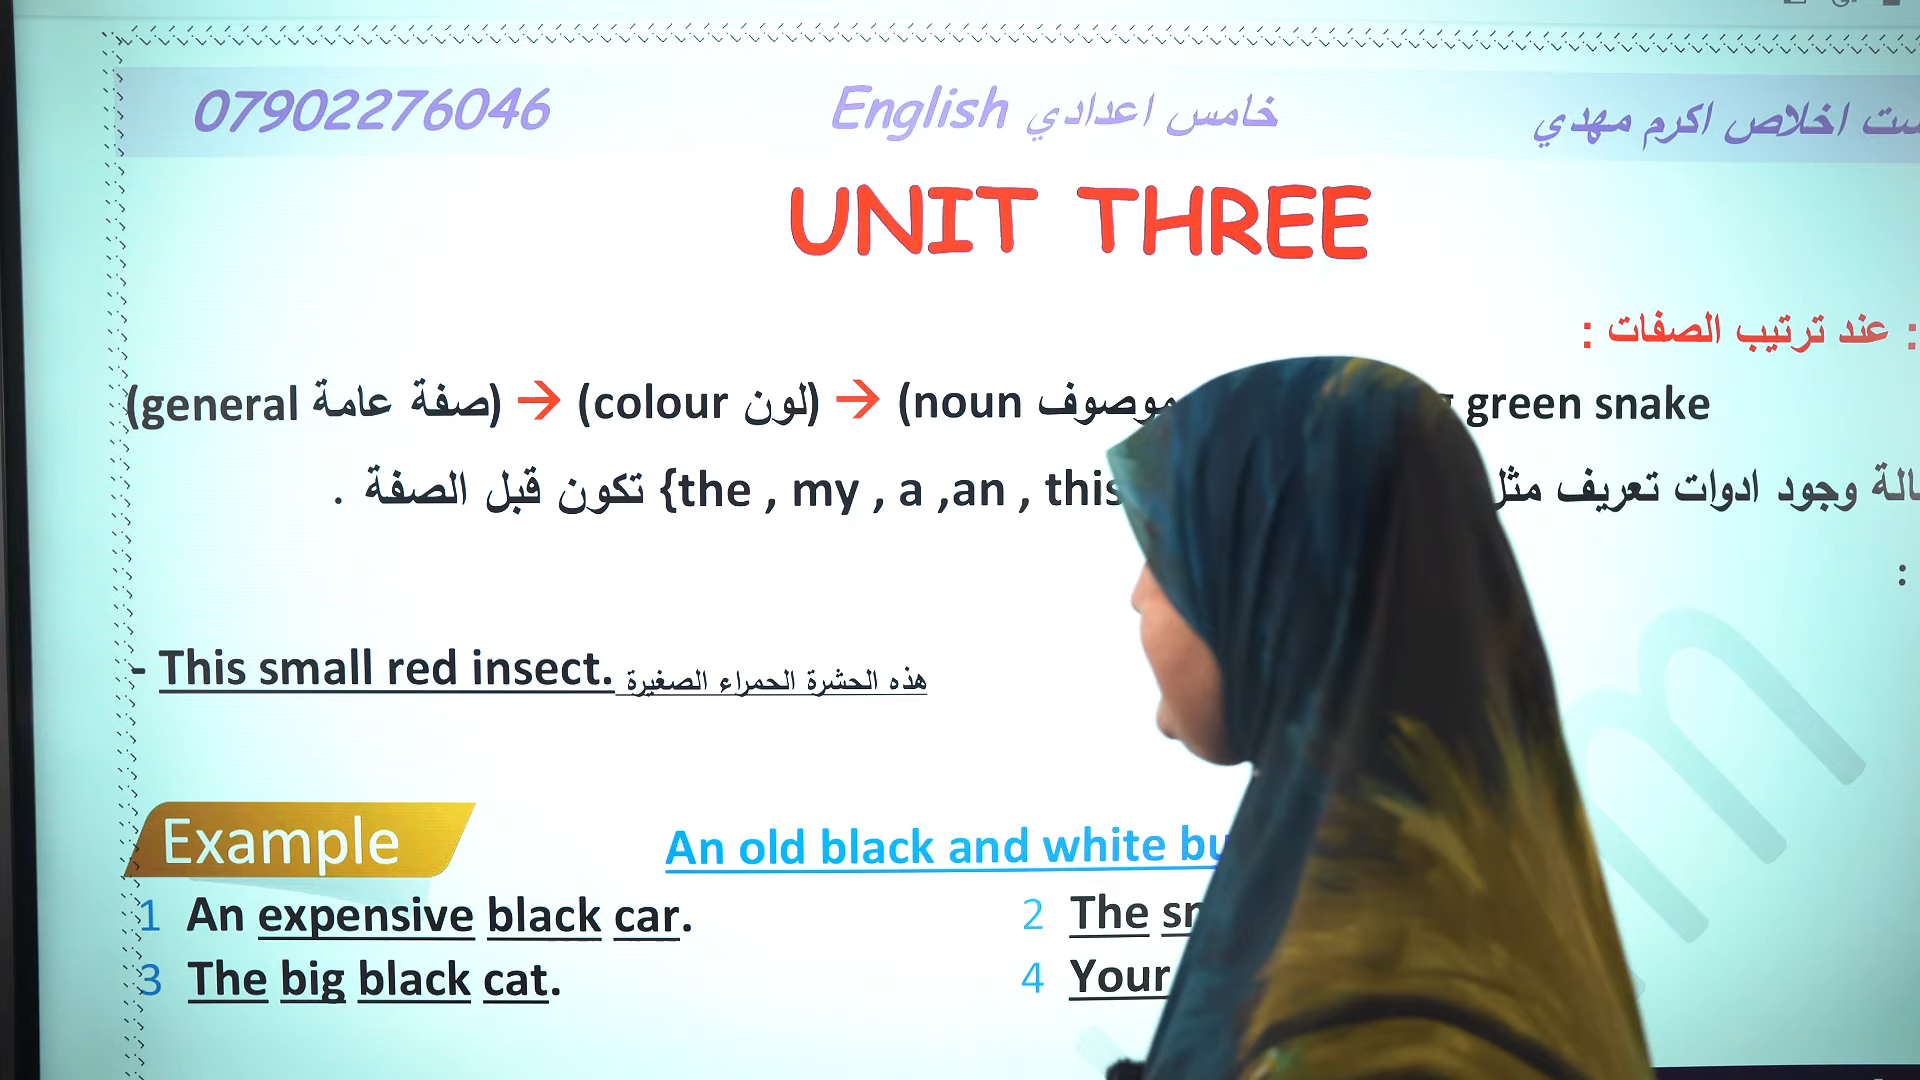 07902276046 English خامس اعدادي ست اخلاص اكرم مهدي
UNIT THREE
: عند ترتيب الصفات :
(general صفة عامة) → (colour لون) → (noun موصوف green snake
وجود ادوات تعريف مثل {the , my , a ,an , this تكون قبل الصفة .
:
- This small red insect. هذه الحشرة الحمراء الصغيرة
Example An old black and white
1 An expensive black car. 2 The
3 The big black cat. 4 Your